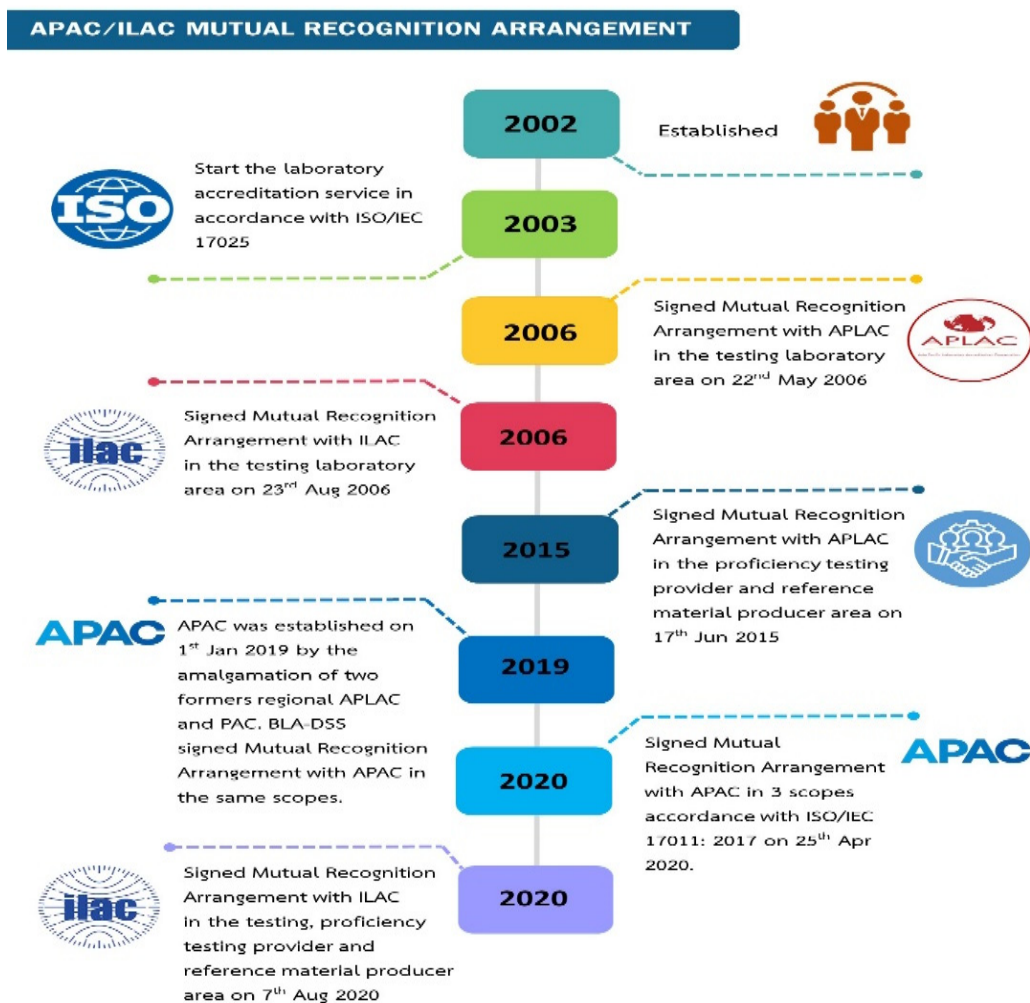 APAC/ILAC MUTUAL RECOGNITION ARRANGEMENT
2002
Established
ISO
Start the laboratory
accreditation service in
accordance with ISO/IEC
17025
2003
2006
Signed Mutual Recognition
Arrangement with APLAC
in the testing laboratory
area on 22nd May 2006
APLAC
ilac
Signed Mutual Recognition
Arrangement with ILAC
in the testing laboratory
area on 23rd Aug 2006
2006
2015
Signed Mutual Recognition
Arrangement with APLAC
in the proficiency testing
provider and reference
material producer area on
17th Jun 2015
APAC
APAC was established on
1st Jan 2019 by the
amalgamation of two
formers regional APLAC
and PAC. BLA-DSS
signed Mutual Recognition
Arrangement with APAC in
the same scopes.
2019
2020
Signed Mutual
Recognition Arrangement
with APAC in 3 scopes
accordance with ISO/IEC
17011: 2017 on 25th Apr
2020.
APAC
ilac
Signed Mutual Recognition
Arrangement with ILAC
in the testing, proficiency
testing provider and
reference material producer
area on 7th Aug 2020
2020